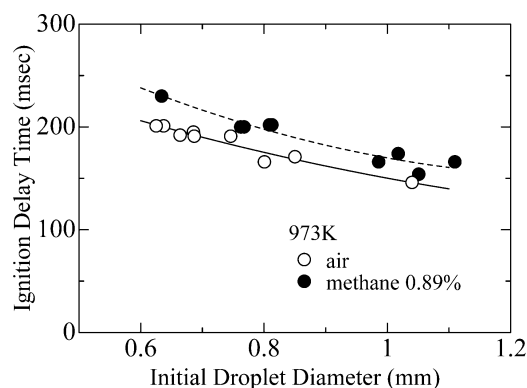 300
200
100
0
0.6
0.8
1
1.2
Ignition Delay Time (msec)
Initial Droplet Diameter (mm)
973K
air
methane 0.89%